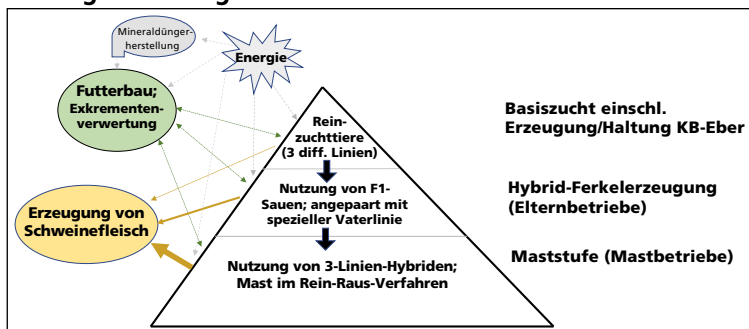 Mineraldünger-
herstellung
Energie
Futterbau;
Exkrementen-
verwertung
Rein-
zuchttiere
(3 diff. Linien)
Basiszucht einschl.
Erzeugung/Haltung KB-Eber
Erzeugung von
Schweinefleisch
Nutzung von F1-
Sauen; angepaart mit
spezieller Vaterlinie
Hybrid-Ferkelerzeugung
(Elternbetriebe)
Nutzung von 3-Linien-Hybriden;
Mast im Rein-Raus-Verfahren
Maststufe (Mastbetriebe)